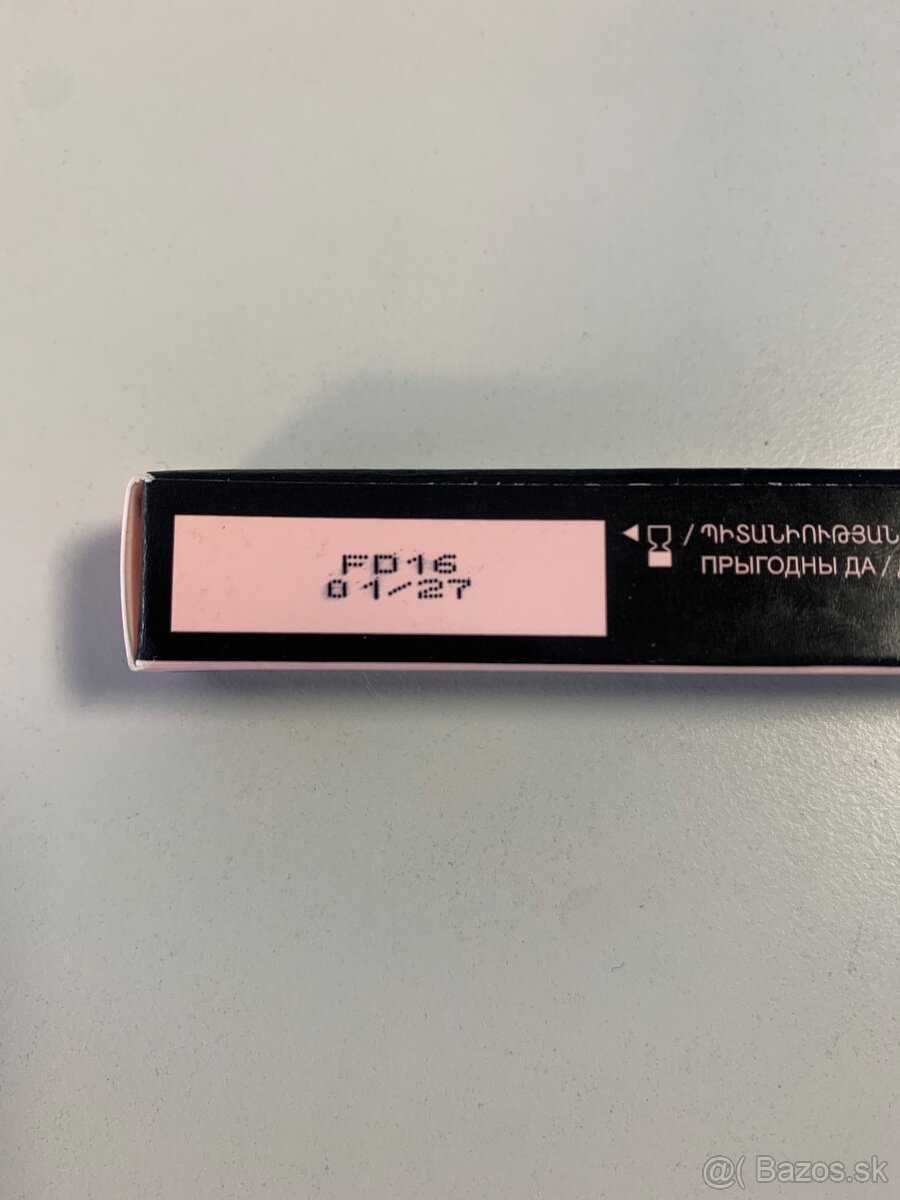 FD16
01/27
/ ՊԻՏԱՆԻՈՒԹՅԱՆ
ПРЫГОДНЫ ДА /
@( Bazos.sk